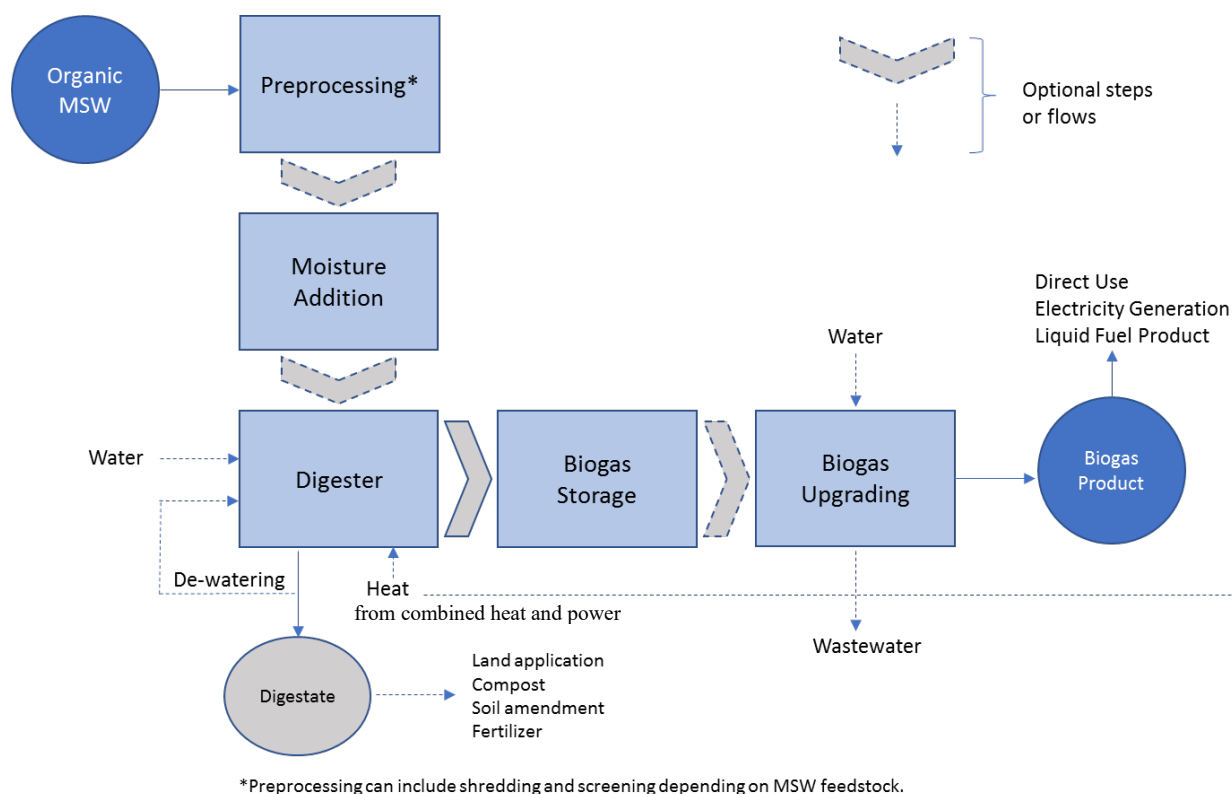 Organic
MSW
Preprocessing*
Optional steps
or flows
Moisture
Addition
Direct Use
Electricity Generation
Liquid Fuel Product
Water
Water
Digester
Biogas
Storage
Biogas
Upgrading
Biogas
Product
De-watering
Heat
from combined heat and power
Wastewater
Digestate
Land application
Compost
Soil amendment
Fertilizer
*Preprocessing can include shredding and screening depending on MSW feedstock.